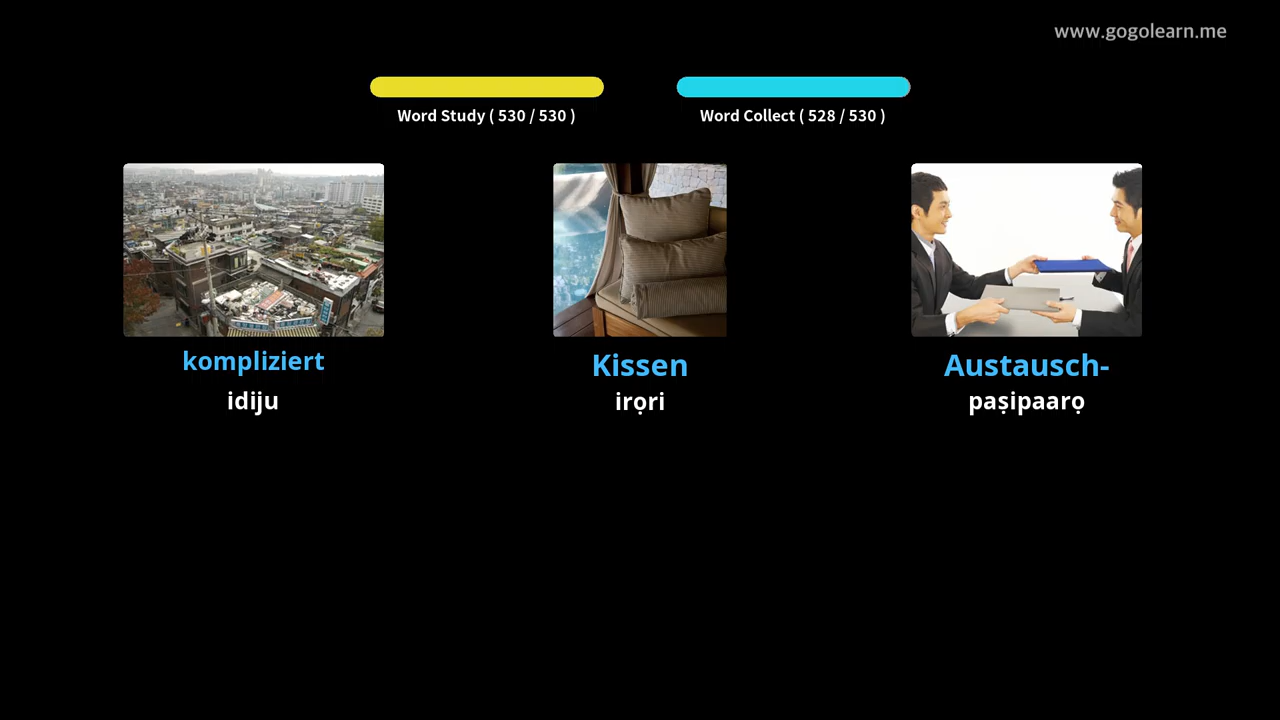 www.gogolearn.me
Word Study ( 530 / 530 )
Word Collect ( 528 / 530 )
kompliziert
idiju
Kissen
irọri
Austausch-
paṣipaarọ